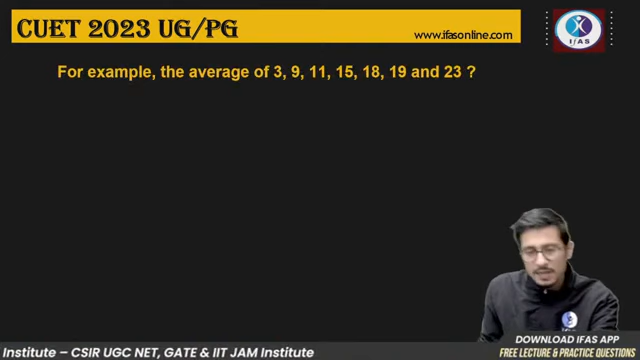 CUET 2023 UG/PG
www.ifasonline.com
IFAS
For example, the average of 3, 9, 11, 15, 18, 19 and 23 ?
DOWNLOAD IFAS APP
Institute – CSIR UGC NET, GATE & IIT JAM Institute
FREE LECTURE & PRACTICE QUESTIONS